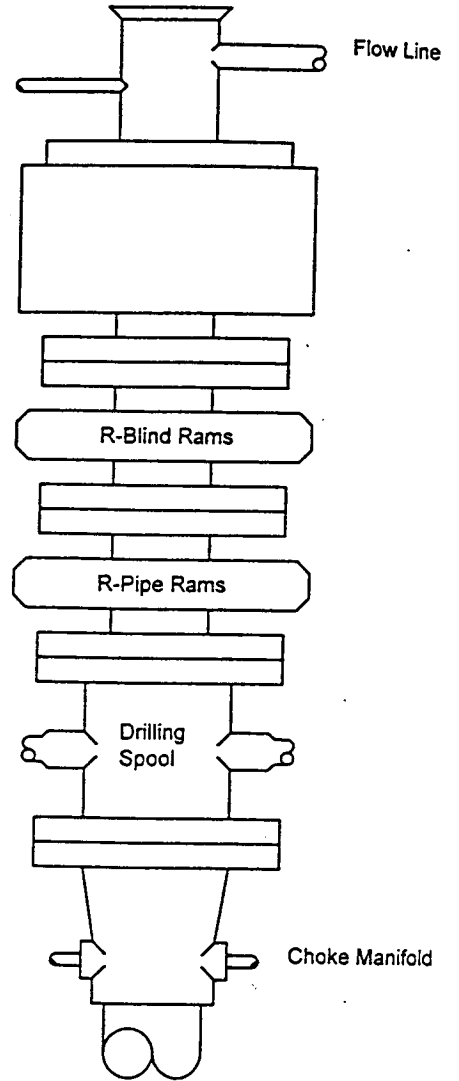 Flow Line
R-Blind Rams
R-Pipe Rams
Drilling
Spool
Choke Manifold